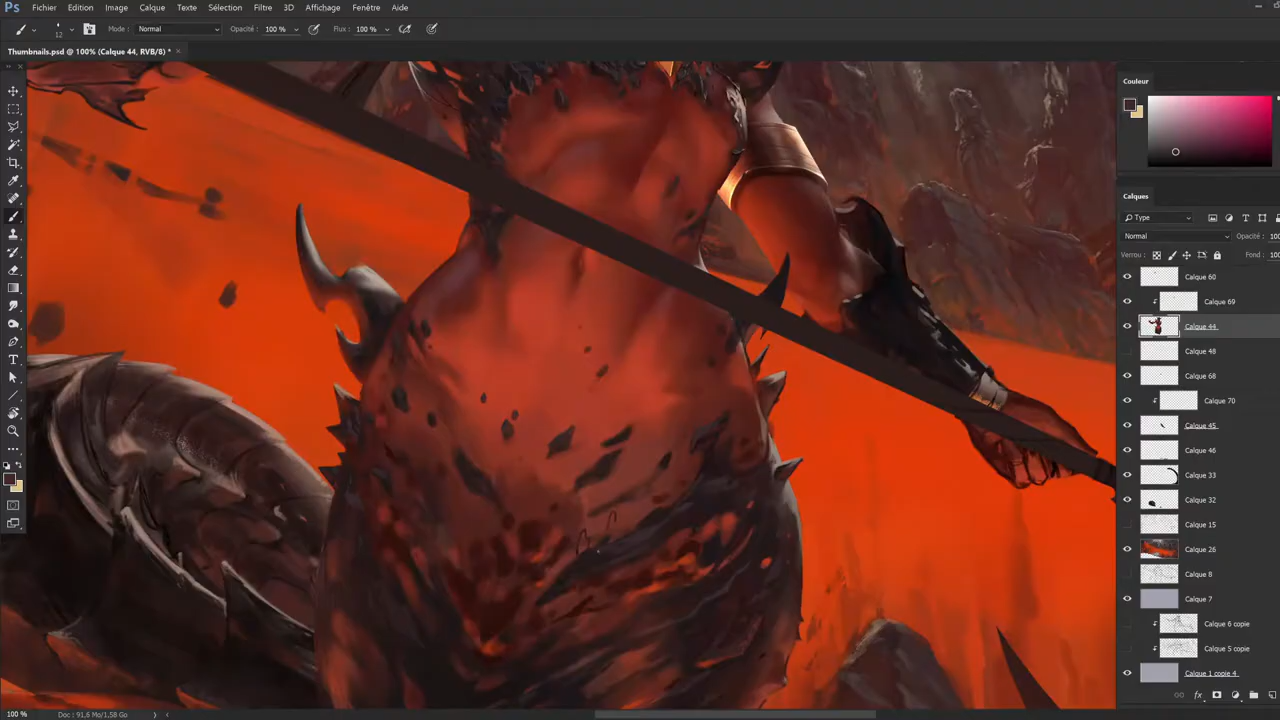 Ps Fichier Edition Image Calque Texte Sélection Filtre 3D Affichage Fenêtre Aide
12 Mode : Normal Opacité : 100 % Flux : 100 %
Thumbnails.psd @ 100% (Calque 44, RVB/8) * ×
Couleur
Calques
Type
Normal Opacité : 100
Verrou : Fond : 100
Calque 60
Calque 69
Calque 44
Calque 48
Calque 68
Calque 70
Calque 45
Calque 46
Calque 33
Calque 32
Calque 15
Calque 26
Calque 8
Calque 7
Calque 6 copie
Calque 5 copie
Calque 1 copie 4
100 % Doc : 91,6 Mo/1,58 Go